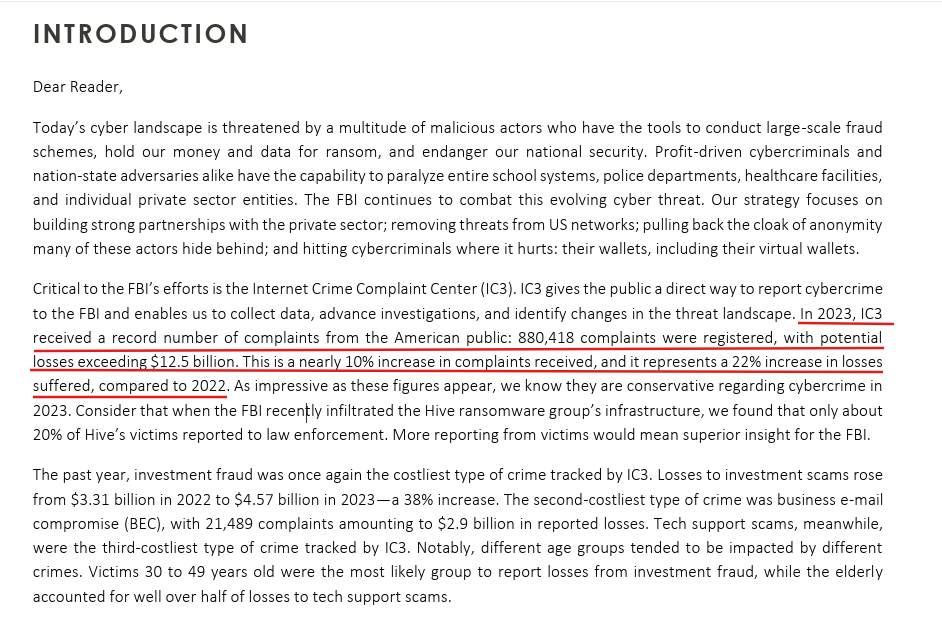 INTRODUCTION
Dear Reader,
Today's cyber landscape is threatened by a multitude of malicious actors who have the tools to conduct large-scale fraud
schemes, hold our money and data for ransom, and endanger our national security. Profit-driven cybercriminals and
nation-state adversaries alike have the capability to paralyze entire school systems, police departments, healthcare facilities,
and individual private sector entities. The FBI continues to combat this evolving cyber threat. Our strategy focuses on
building strong partnerships with the private sector; removing threats from US networks; pulling back the cloak of anonymity
many of these actors hide behind; and hitting cybercriminals where it hurts: their wallets, including their virtual wallets.
Critical to the FBI's efforts is the Internet Crime Complaint Center (IC3). IC3 gives the public a direct way to report cybercrime
to the FBI and enables us to collect data, advance investigations, and identify changes in the threat landscape. In 2023, IC3
received a record number of complaints from the American public: 880,418 complaints were registered, with potential
losses exceeding $12.5 billion. This is a nearly 10% increase in complaints received, and it represents a 22% increase in losses
suffered, compared to 2022. As impressive as these figures appear, we know they are conservative regarding cybercrime in
2023. Consider that when the FBI recently infiltrated the Hive ransomware group's infrastructure, we found that only about
20% of Hive's victims reported to law enforcement. More reporting from victims would mean superior insight for the FBI.
The past year, investment fraud was once again the costliest type of crime tracked by IC3. Losses to investment scams rose
from $3.31 billion in 2022 to $4.57 billion in 2023—a 38% increase. The second-costliest type of crime was business e-mail
compromise (BEC), with 21,489 complaints amounting to $2.9 billion in reported losses. Tech support scams, meanwhile,
were the third-costliest type of crime tracked by IC3. Notably, different age groups tended to be impacted by different
crimes. Victims 30 to 49 years old were the most likely group to report losses from investment fraud, while the elderly
accounted for well over half of losses to tech support scams.